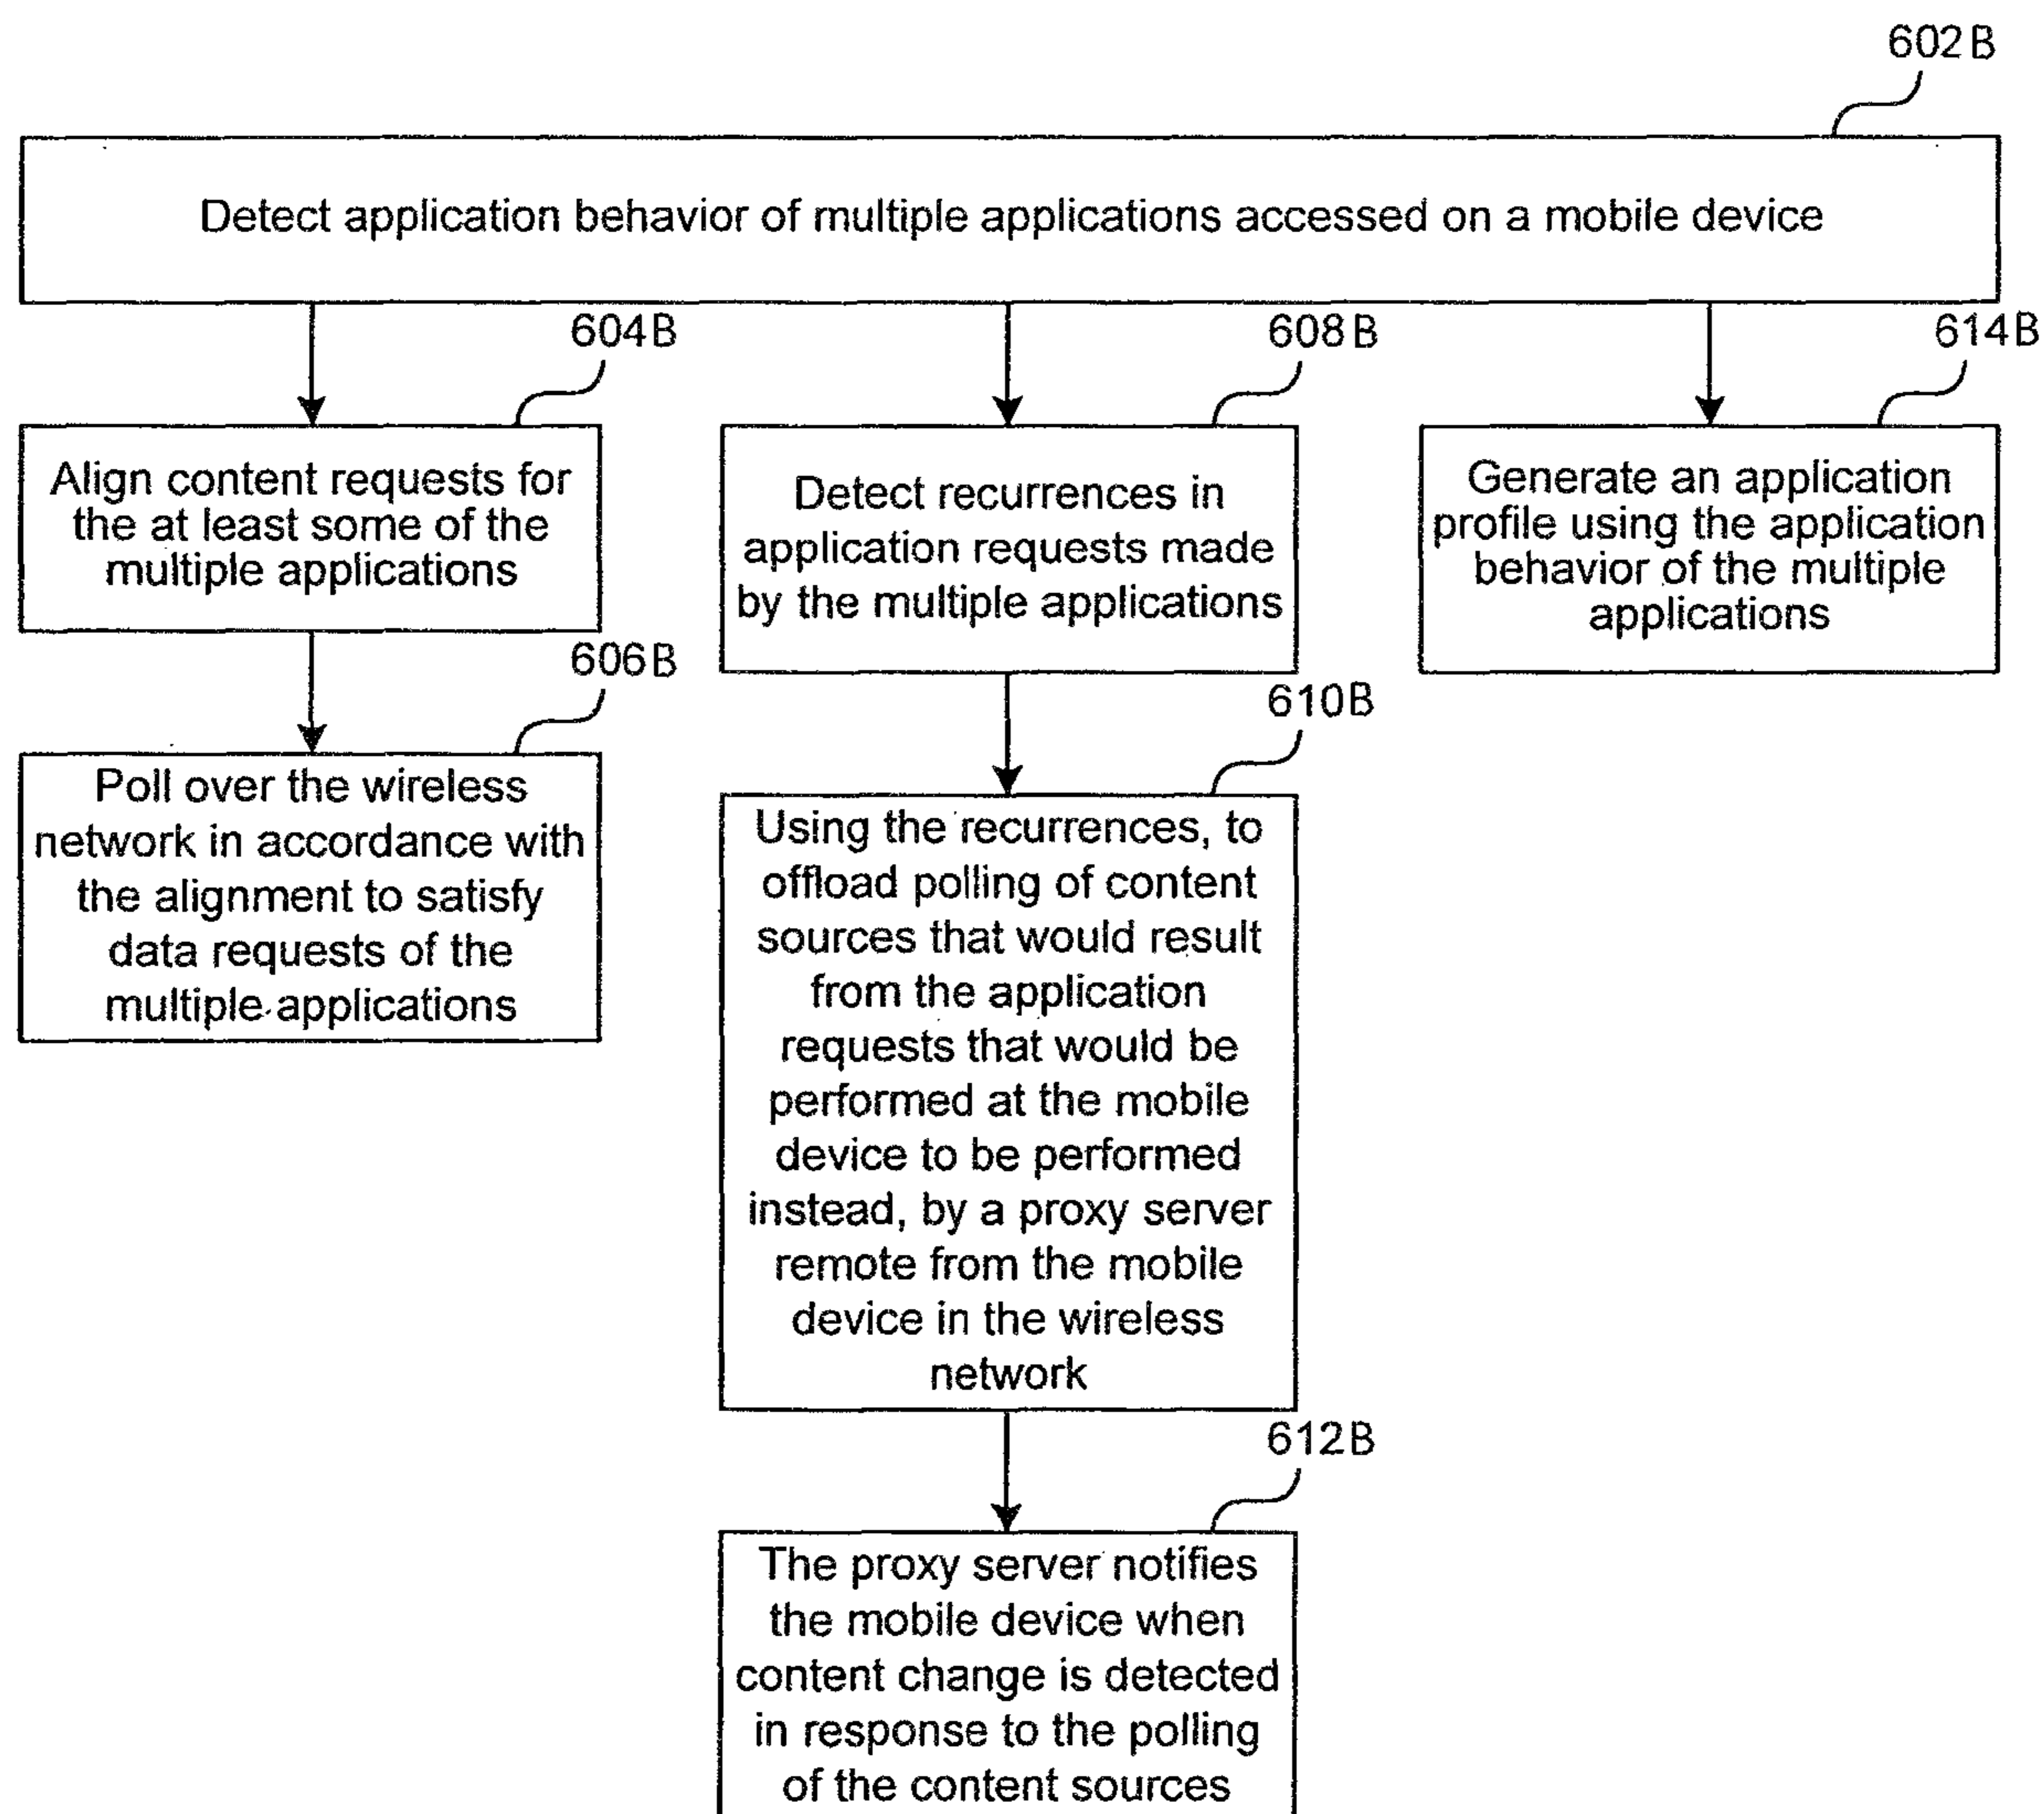 602B
Detect application behavior of multiple applications accessed on a mobile device
604B
Align content requests for
the at least some of the
multiple applications
606B
Poll over the wireless
network in accordance with
the alignment to satisfy
data requests of the
multiple applications
608B
Detect recurrences in
application requests made
by the multiple applications
610B
Using the recurrences, to
offload polling of content
sources that would result
from the application
requests that would be
performed at the mobile
device to be performed
instead, by a proxy server
remote from the mobile
device in the wireless
network
612B
The proxy server notifies
the mobile device when
content change is detected
in response to the polling
of the content sources
614B
Generate an application
profile using the application
behavior of the multiple
applications